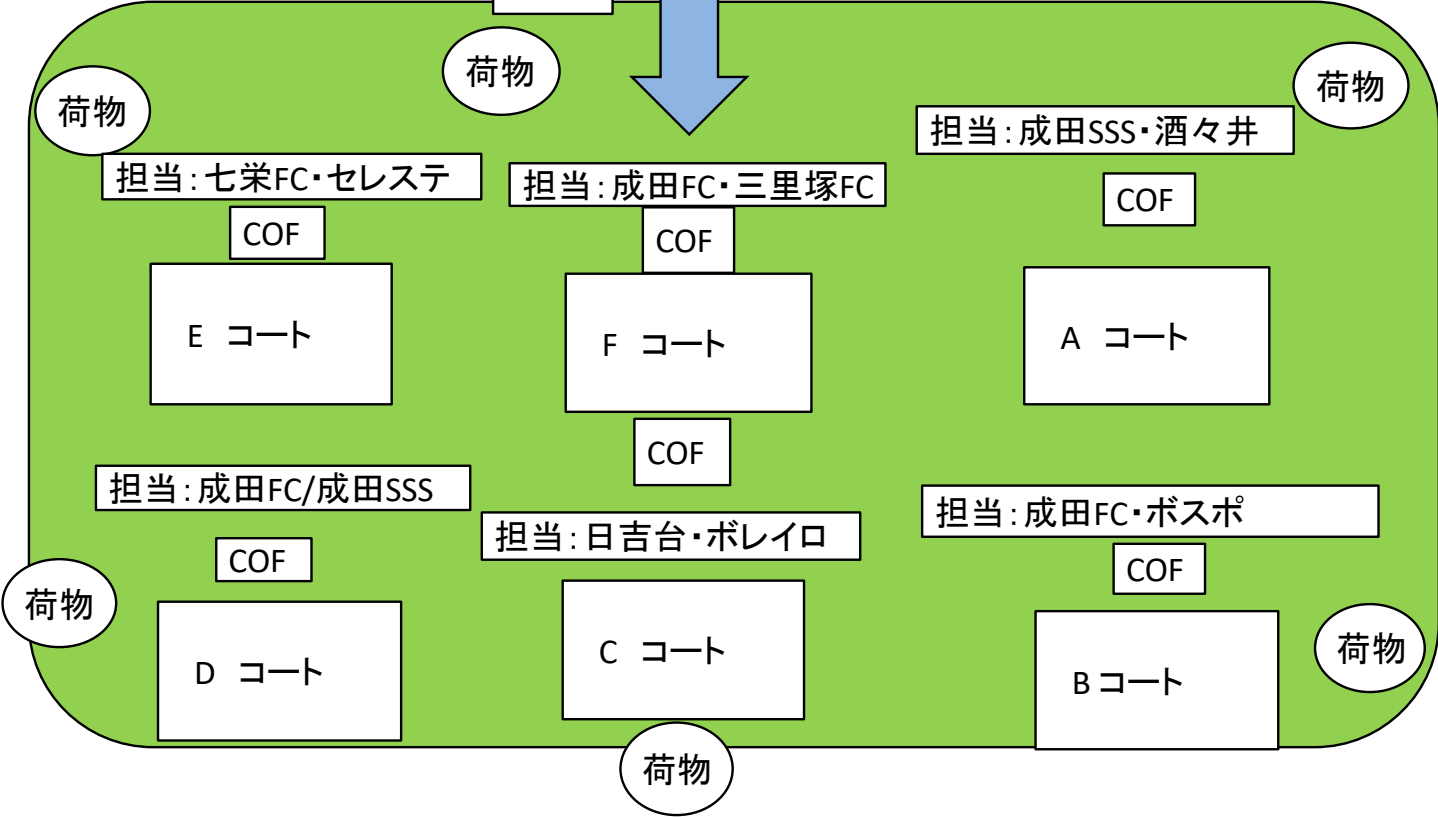 荷物
荷物
荷物
担当：成田SSS・酒々井
担当：七栄FC・セレステ
担当：成田FC・三里塚FC
COF
COF
COF
E コート
F コート
A コート
COF
担当：成田FC/成田SSS
担当：成田FC・ボスポ
担当：日吉台・ボレイロ
COF
COF
荷物
荷物
D コート
C コート
B コート
荷物